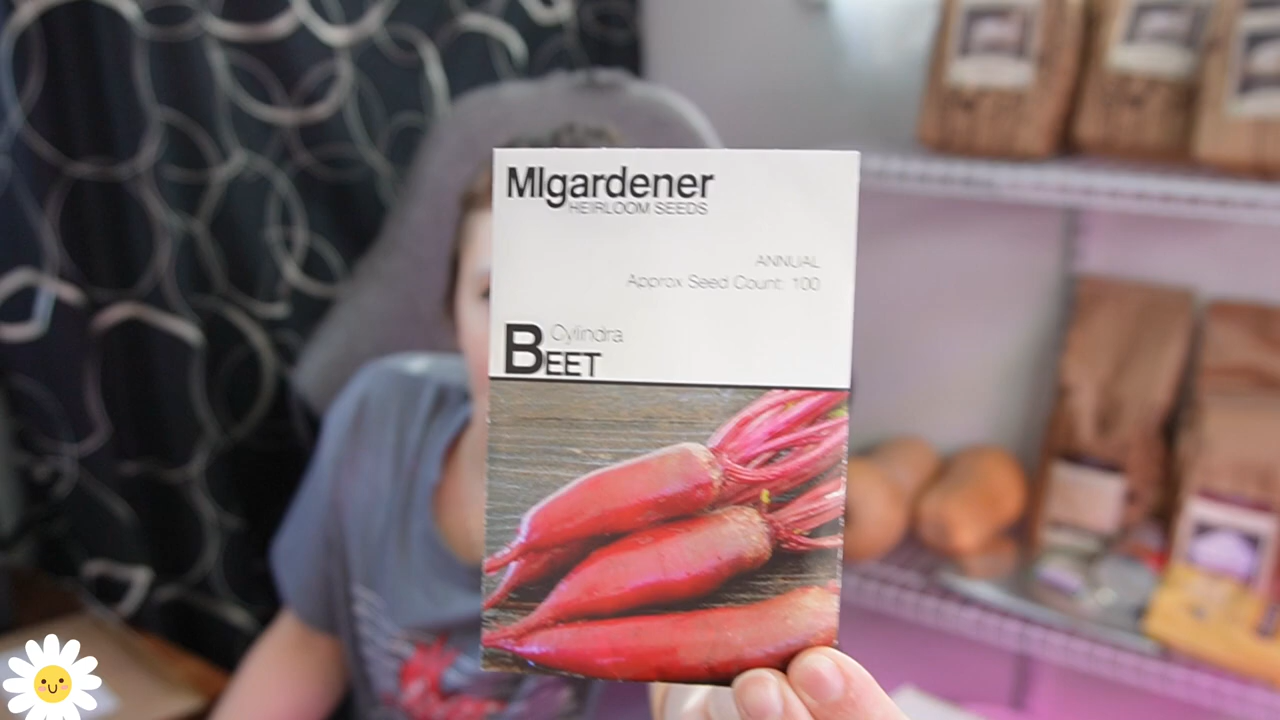 MIgardener
HEIRLOOM SEEDS
ANNUAL
Approx Seed Count: 100
Cylindra
BEET